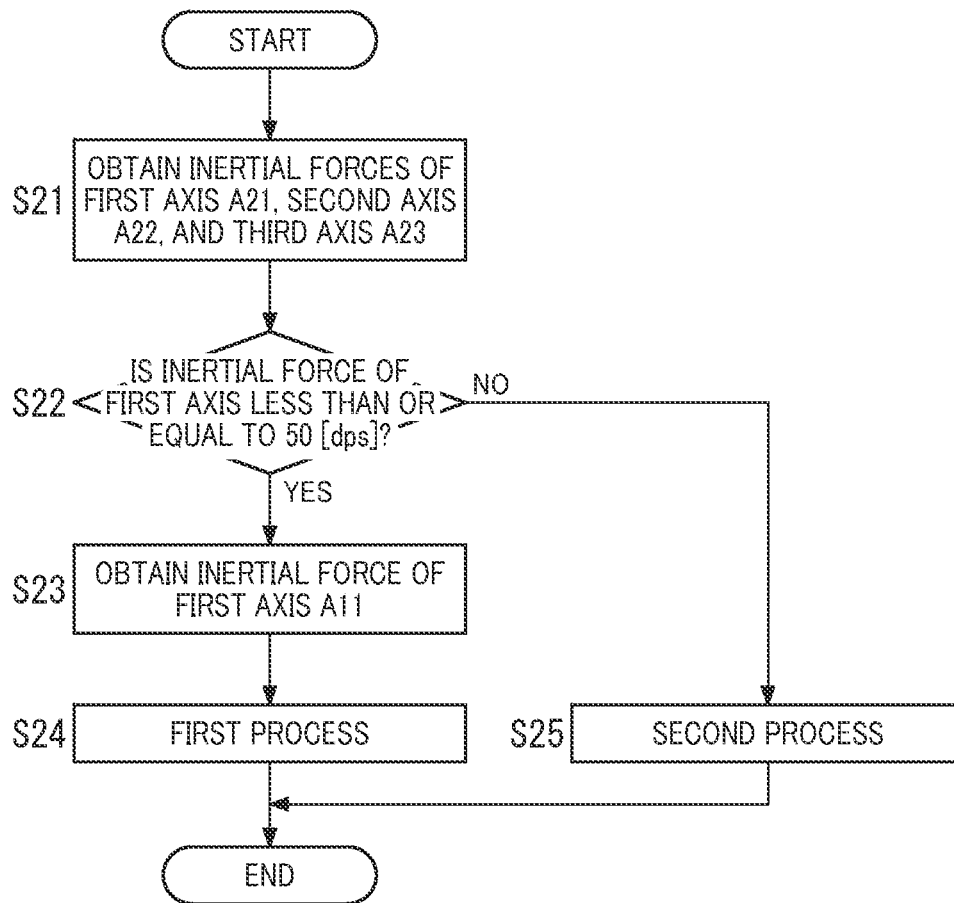 START
S21
OBTAIN INERTIAL FORCES OF
FIRST AXIS A21, SECOND AXIS
A22, AND THIRD AXIS A23
S22
IS INERTIAL FORCE OF
FIRST AXIS LESS THAN OR
EQUAL TO 50 [dps]?
NO
YES
S23
OBTAIN INERTIAL FORCE OF
FIRST AXIS A11
S24
FIRST PROCESS
S25
SECOND PROCESS
END